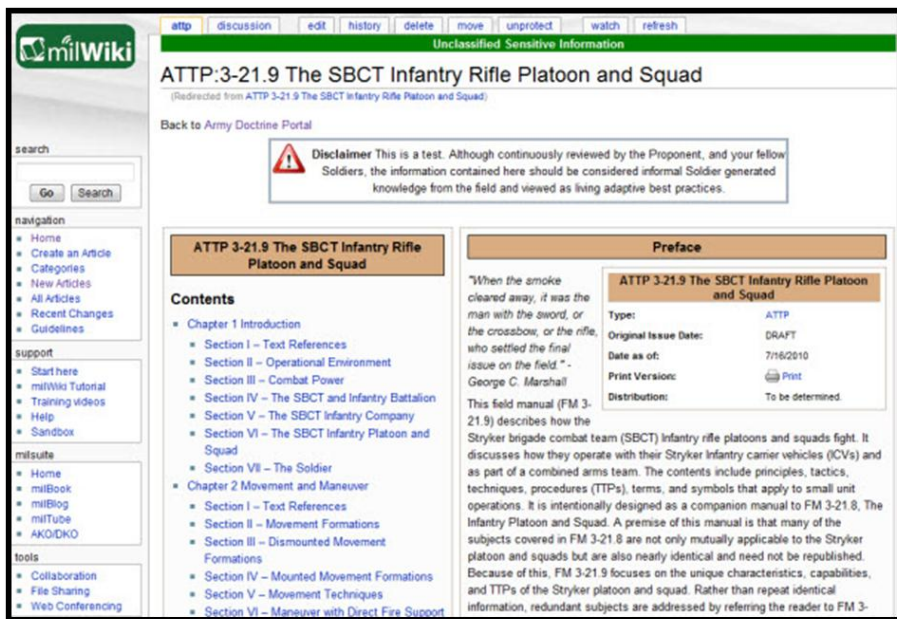 attp discussion edit history delete move unprotect watch refresh
Unclassified Sensitive Information
milWiki
ATTP:3-21.9 The SBCT Infantry Rifle Platoon and Squad
(Redirected from ATTP 3-21.9 The SBCT Infantry Rifle Platoon and Squad)
Back to Army Doctrine Portal
Disclaimer This is a test. Although continuously reviewed by the Proponent, and your fellow
Soldiers, the information contained here should be considered informal Soldier generated
knowledge from the field and viewed as living adaptive best practices.
search
Go Search
navigation
Home
Create an Article
Categories
New Articles
All Articles
Recent Changes
Guidelines
support
Start here
milWiki Tutorial
Training videos
Help
Sandbox
milsuite
Home
milBook
milBlog
milTube
AKO/DKO
tools
Collaboration
File Sharing
Web Conferencing
ATTP 3-21.9 The SBCT Infantry Rifle
Platoon and Squad
Contents
Chapter 1 Introduction
Section I – Text References
Section II – Operational Environment
Section III – Combat Power
Section IV – The SBCT and Infantry Battalion
Section V – The SBCT Infantry Company
Section VI – The SBCT Infantry Platoon and
Squad
Section VII – The Soldier
Chapter 2 Movement and Maneuver
Section I – Text References
Section II – Movement Formations
Section III – Dismounted Movement
Formations
Section IV – Mounted Movement Formations
Section V – Movement Techniques
Section VI – Maneuver with Direct Fire Support
Preface
"When the smoke
cleared away, it was the
man with the sword, or
the crossbow, or the rifle,
who settled the final
issue on the field." -
George C. Marshall
ATTP 3-21.9 The SBCT Infantry Rifle Platoon
and Squad
Type: ATTP
Original Issue Date: DRAFT
Date as of: 7/16/2010
Print Version: Print
Distribution: To be determined.
This field manual (FM 3-
21.9) describes how the
Stryker brigade combat team (SBCT) Infantry rifle platoons and squads fight. It
discusses how they operate with their Stryker Infantry carrier vehicles (ICVs) and
as part of a combined arms team. The contents include principles, tactics,
techniques, procedures (TTPs), terms, and symbols that apply to small unit
operations. It is intentionally designed as a companion manual to FM 3-21.8, The
Infantry Platoon and Squad. A premise of this manual is that many of the
subjects covered in FM 3-21.8 are not only mutually applicable to the Stryker
platoon and squads but are also nearly identical and need not be republished.
Because of this, FM 3-21.9 focuses on the unique characteristics, capabilities,
and TTPs of the Stryker platoon and squad. Rather than repeat identical
information, redundant subjects are addressed by referring the reader to FM 3-